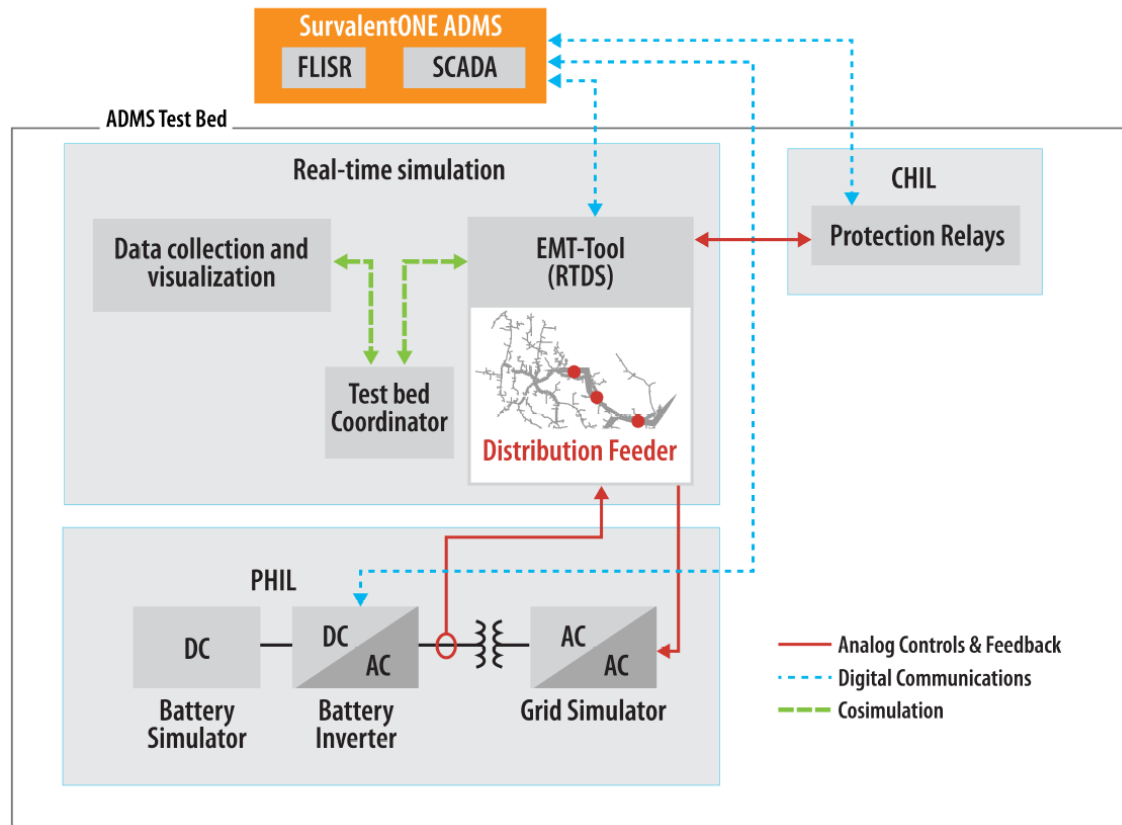 SurvalentONE ADMS
FLISR
SCADA
ADMS Test Bed
Real-time simulation
CHIL
Data collection and
visualization
EMT-Tool
(RTDS)
Protection Relays
Test bed
Coordinator
Distribution Feeder
PHIL
DC
DC
AC
AC
AC
Battery
Simulator
Battery
Inverter
Grid Simulator
Analog Controls & Feedback
Digital Communications
Cosimulation